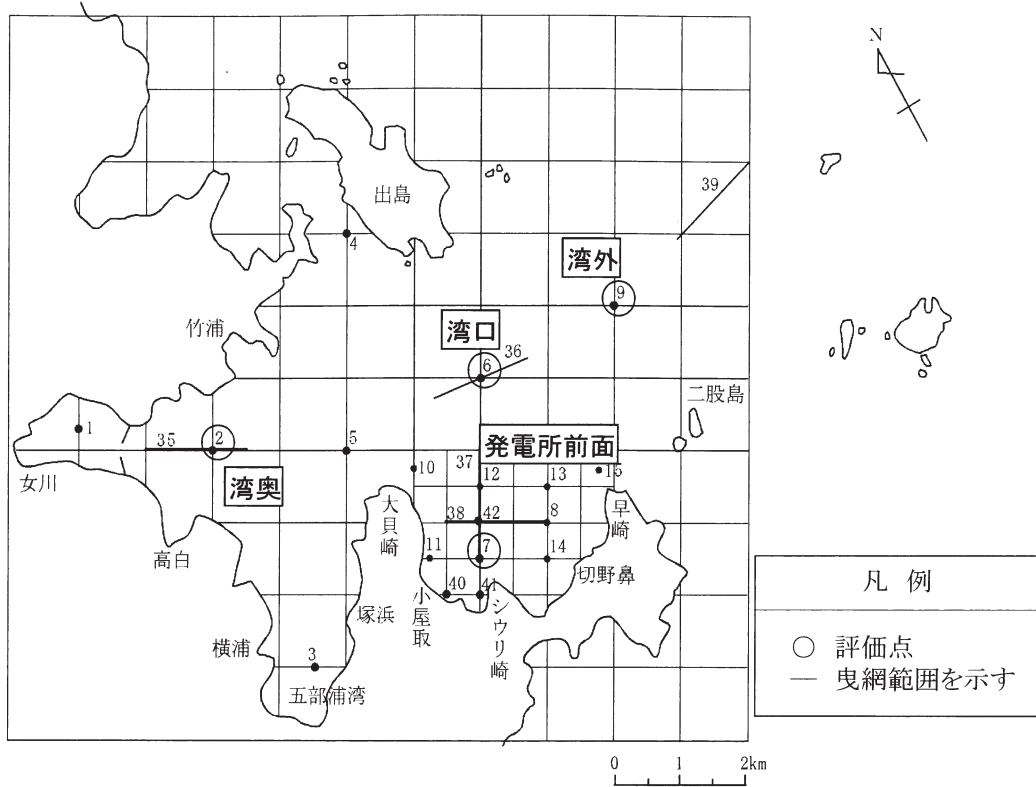 N
出島
39
4
湾外
9
竹浦
湾口
36
6
二股島
1
35
2
5
発電所前面
10
37
12
13
15
女川
湾奥
大貝崎
38
42
8
早崎
高白
11
7
14
切野鼻
小屋取
40
41
シウリ崎
塚浜
横浦
3
五部浦湾
凡 例
○ 評価点
― 曳網範囲を示す
0 1 2km